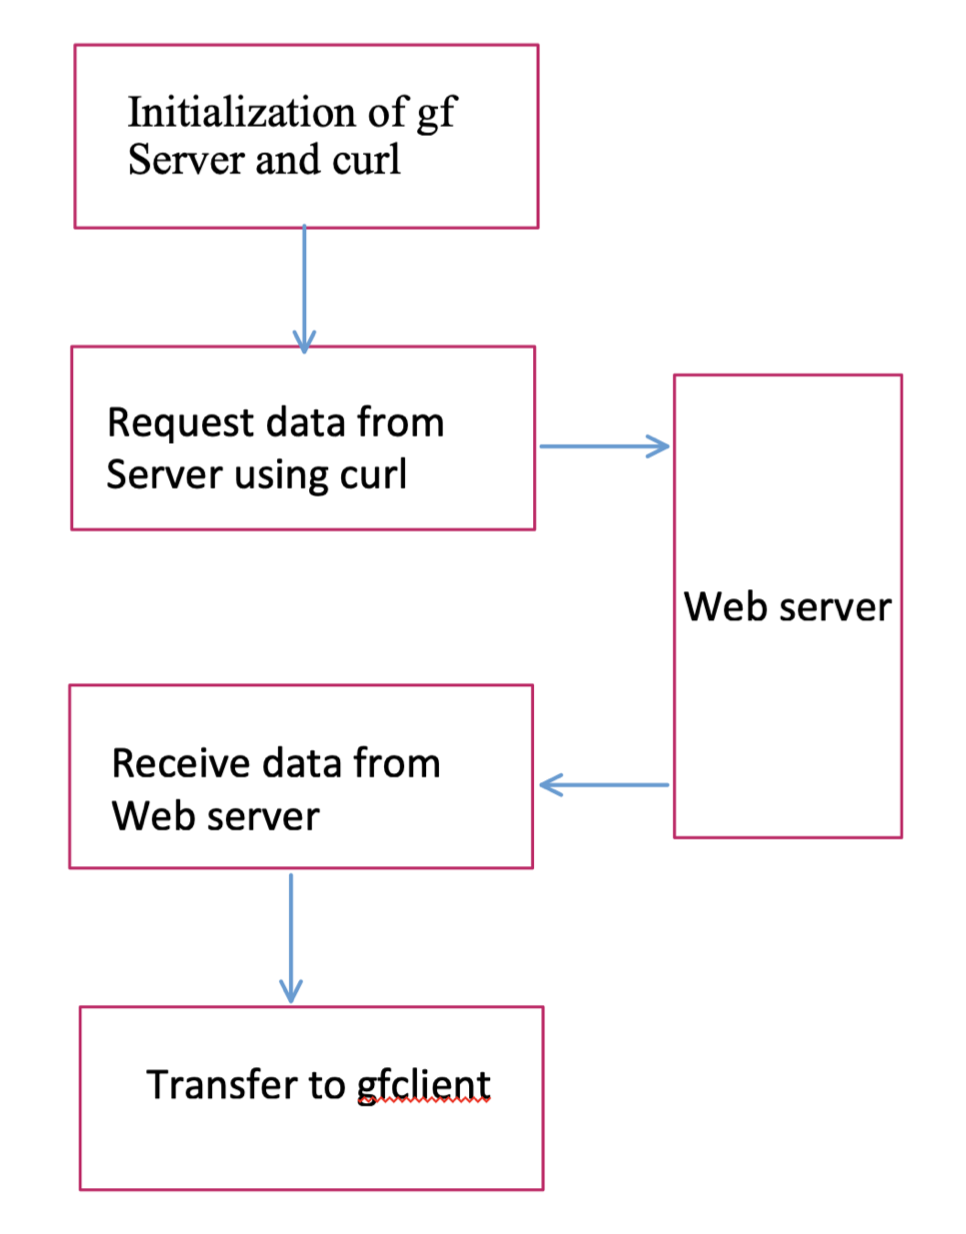 Initialization of gf
Server and curl
Request data from
Server using curl
Web server
Receive data from
Web server
Transfer to gfclient